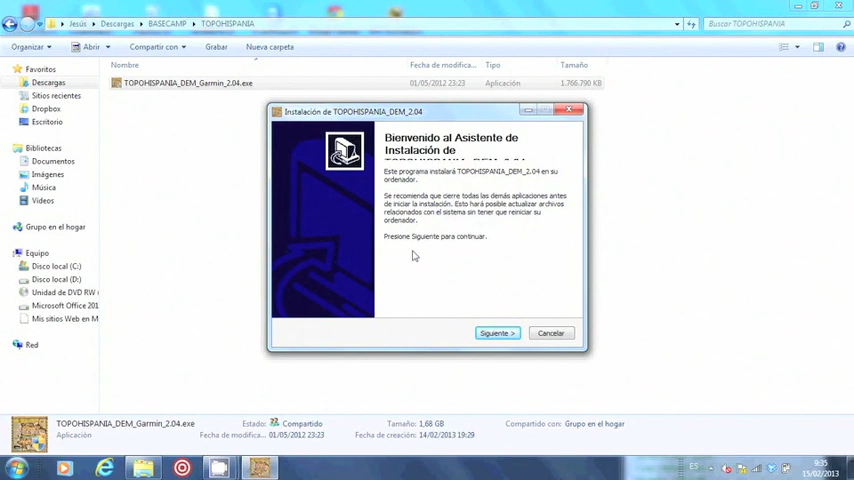 Jesús ▸ Descargas ▸ BASECAMP ▸ TOPOHISPANIA
Buscar TOPOHISPANIA
Organizar
Abrir
Compartir con
Grabar
Nueva carpeta
Nombre
Fecha de modifica...
Tipo
Tamaño
TOPOHISPANIA_DEM_Garmin_2.04.exe
01/05/2012 23:23
Aplicación
1.766.790 KB
Favoritos
Descargas
Sitios recientes
Dropbox
Escritorio
Bibliotecas
Documentos
Imágenes
Música
Vídeos
Grupo en el hogar
Equipo
Disco local (C:)
Disco local (D:)
Unidad de DVD RW (
Microsoft Office 201
Mis sitios Web en M
Red
Instalación de TOPOHISPANIA_DEM_2.04
Bienvenido al Asistente de
Instalación de
Este programa instalará TOPOHISPANIA_DEM_2.04 en su
ordenador.
Se recomienda que cierre todas las demás aplicaciones antes
de iniciar la instalación. Esto hará posible actualizar archivos
relacionados con el sistema sin tener que reiniciar su
ordenador.
Presione Siguiente para continuar.
Siguiente >
Cancelar
TOPOHISPANIA_DEM_Garmin_2.04.exe
Estado:
Compartido
Tamaño: 1,68 GB
Compartido con: Grupo en el hogar
Aplicación
Fecha de modifica... 01/05/2012 23:23
Fecha de creación: 14/02/2013 19:29
ES
9:35
15/02/2013